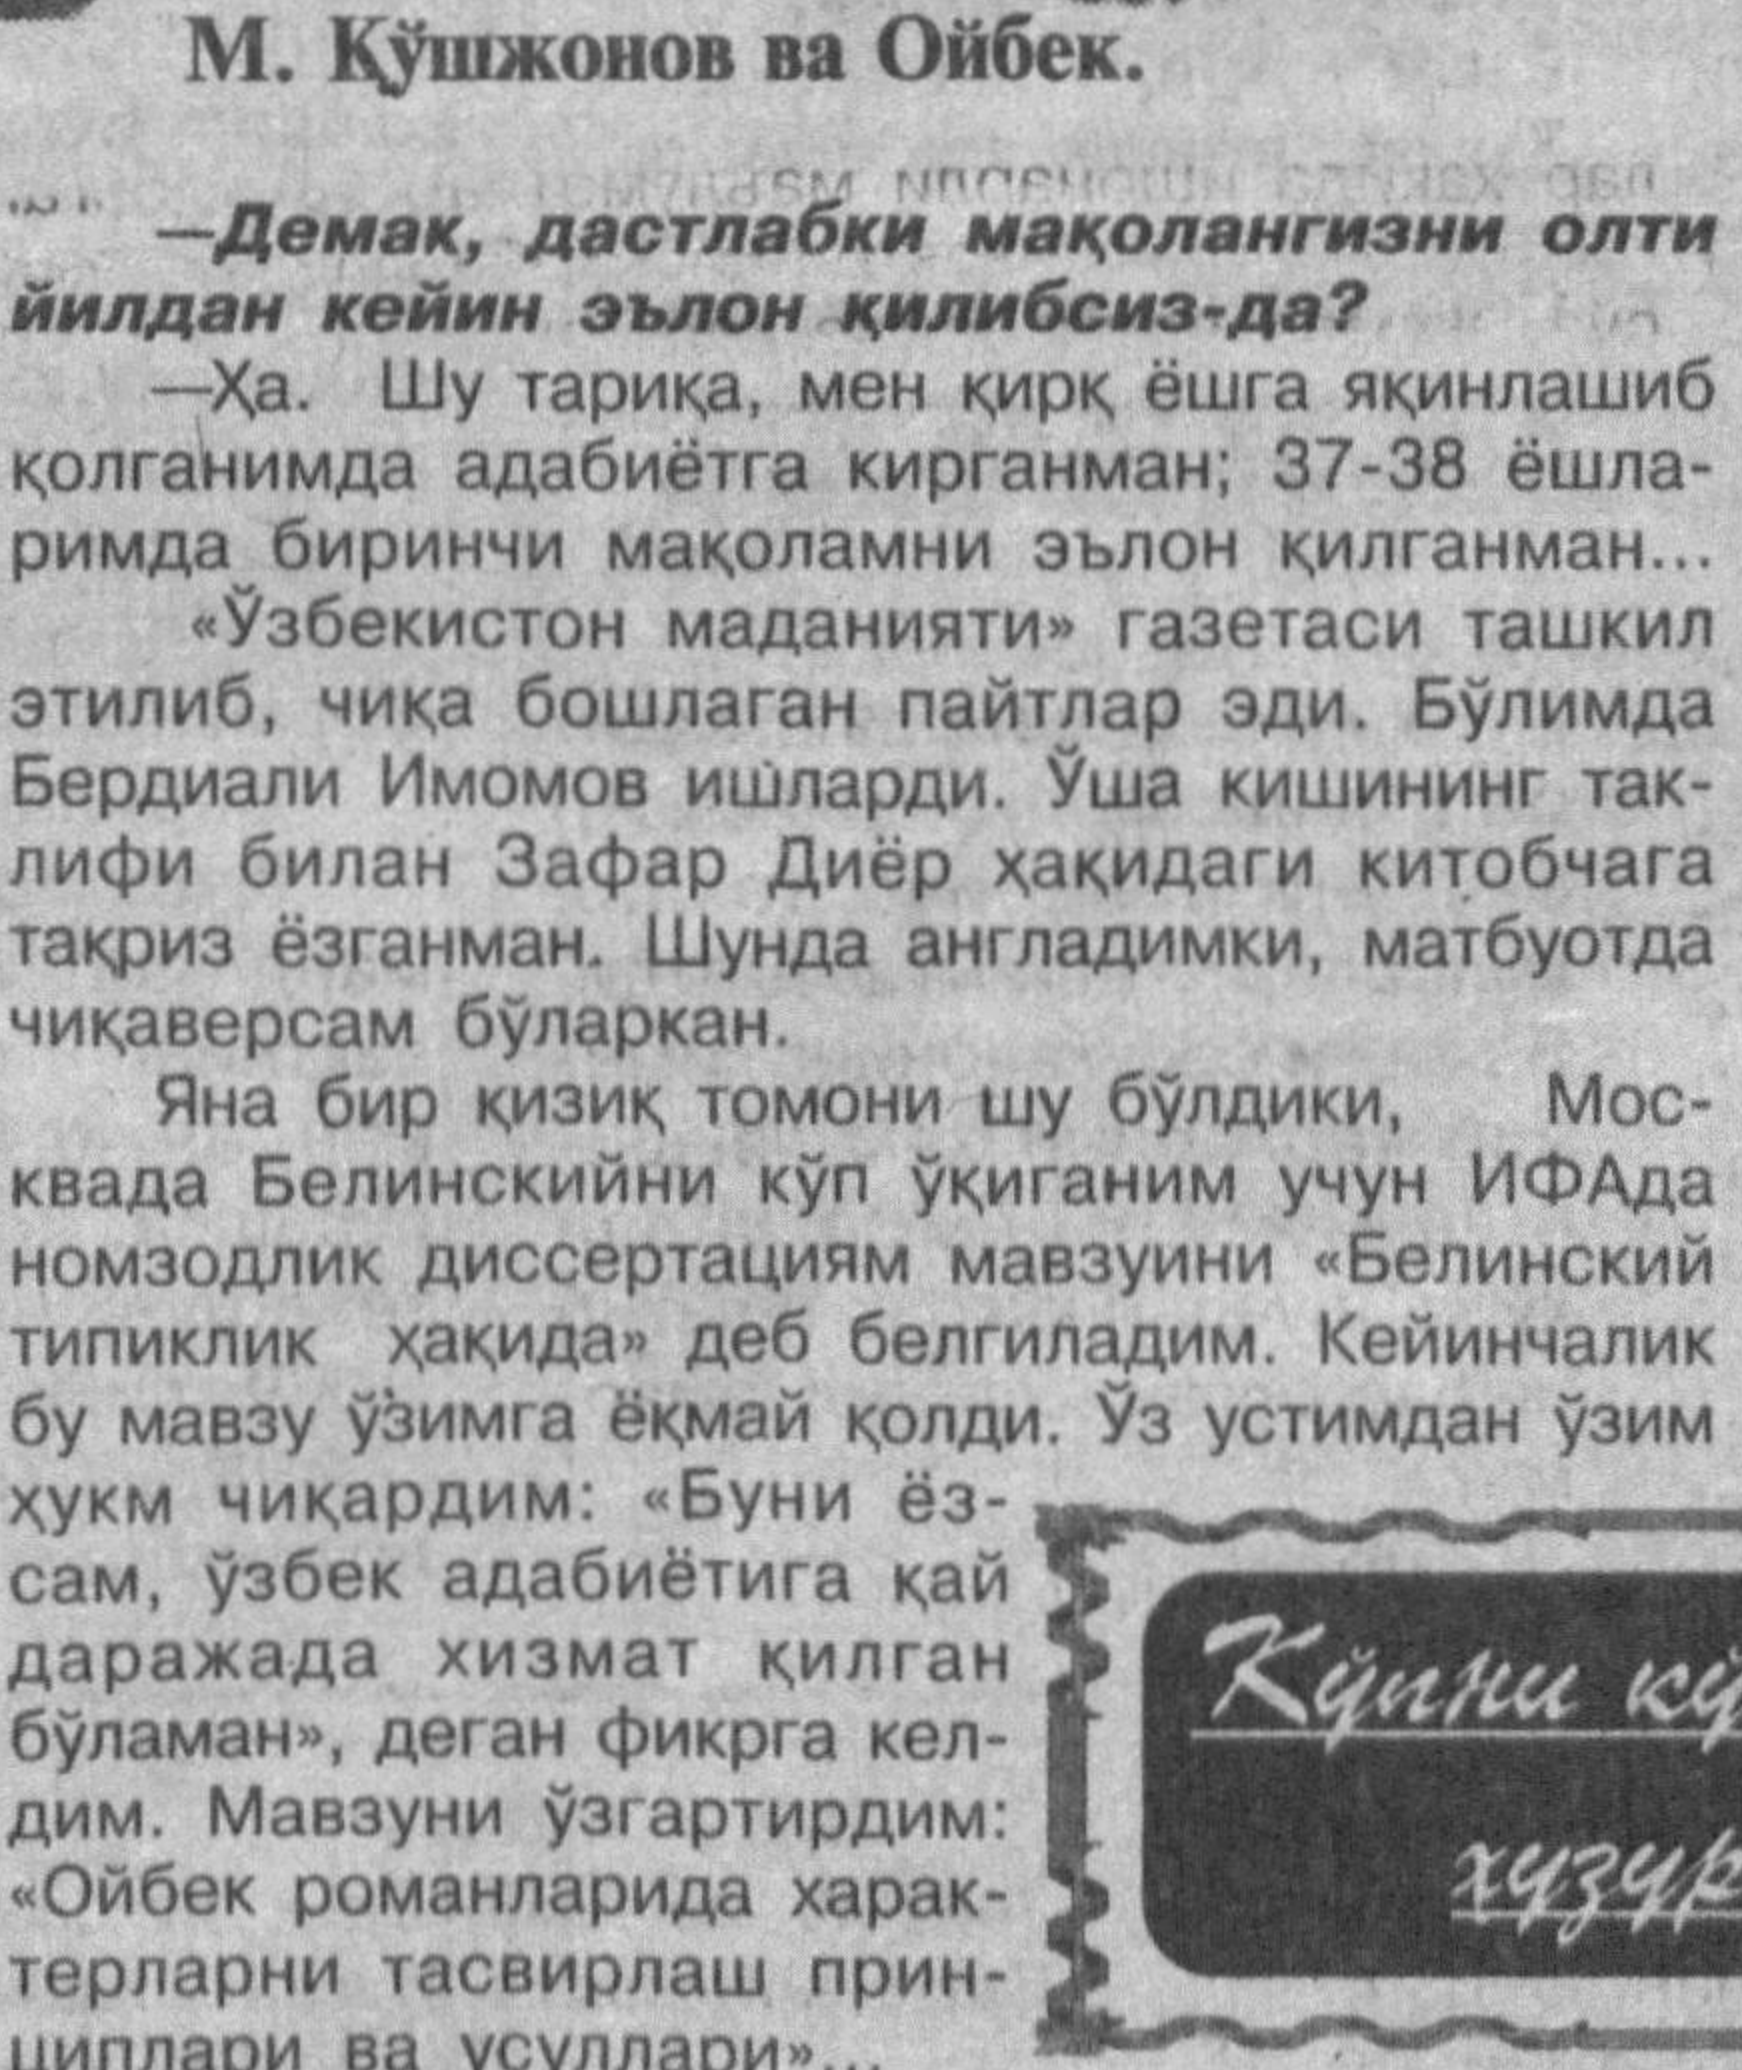 М. Қўшжонов ва Ойбек.
—Демак, дастлабки мақолангизни олти
йилдан кейин эълон қилибсиз-да?
—Ҳа. Шу тариқа, мен қирқ ёшга яқинлашиб
қолганимда адабиётга кирганман; 37-38 ёшла-
римда биринчи мақоламни эълон қилганман...
«Ўзбекистон маданияти» газетаси ташкил
этилиб, чиқа бошлаган пайтлар эди. Бўлимда
Бердиали Имомов ишларди. Ўша кишининг так-
лифи билан Зафар Диёр ҳақидаги китобчага
тақриз ёзганман. Шунда англадимки, матбуотда
чиқаверсам бўларкан.
Яна бир қизиқ томони шу бўлдики, Мос-
квада Белинскийни кўп ўқиганим учун ИФАда
номзодлик диссертациям мавзуини «Белинский
типиклик ҳақида» деб белгиладим. Кейинчалик
бу мавзу ўзимга ёқмай қолди. Ўз устимдан ўзим
ҳукм чиқардим: «Буни ёз-
сам, ўзбек адабиётига қай
даражада хизмат қилган
бўламан», деган фикрга кел-
дим. Мавзуни ўзгартирдим:
«Ойбек романларида харак-
терларни тасвирлаш прин-
циплари ва усуллари»...
Кўпни кў
ҳузур